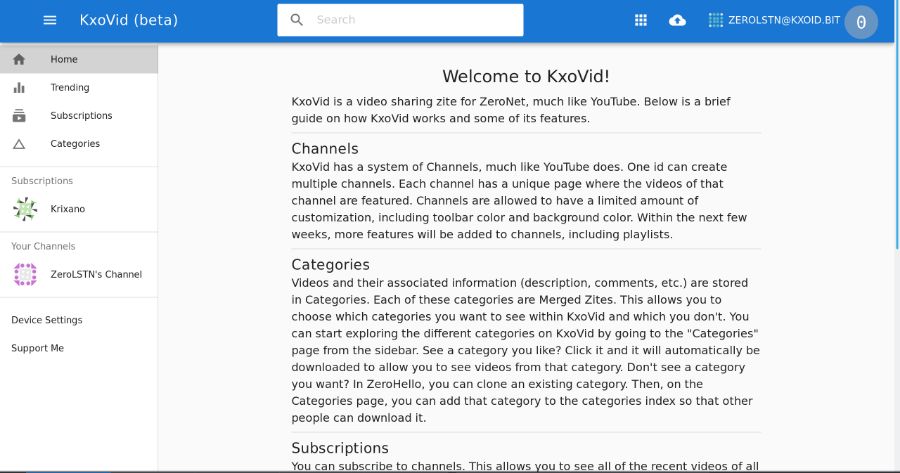 KxoVid (beta)
Search
ZEROLSTN@KXOID.BIT
0
Home
Trending
Subscriptions
Categories
Subscriptions
Krixano
Your Channels
ZeroLSTN's Channel
Device Settings
Support Me
Welcome to KxoVid!
KxoVid is a video sharing zite for ZeroNet, much like YouTube. Below is a brief
guide on how KxoVid works and some of its features.
Channels
KxoVid has a system of Channels, much like YouTube does. One id can create
multiple channels. Each channel has a unique page where the videos of that
channel are featured. Channels are allowed to have a limited amount of
customization, including toolbar color and background color. Within the next few
weeks, more features will be added to channels, including playlists.
Categories
Videos and their associated information (description, comments, etc.) are stored
in Categories. Each of these categories are Merged Zites. This allows you to
choose which categories you want to see within KxoVid and which you don't. You
can start exploring the different categories on KxoVid by going to the "Categories"
page from the sidebar. See a category you like? Click it and it will automatically be
downloaded to allow you to see videos from that category. Don't see a category
you want? In ZeroHello, you can clone an existing category. Then, on the
Categories page, you can add that category to the categories index so that other
people can download it.
Subscriptions
You can subscribe to channels. This allows you to see all of the recent videos of all